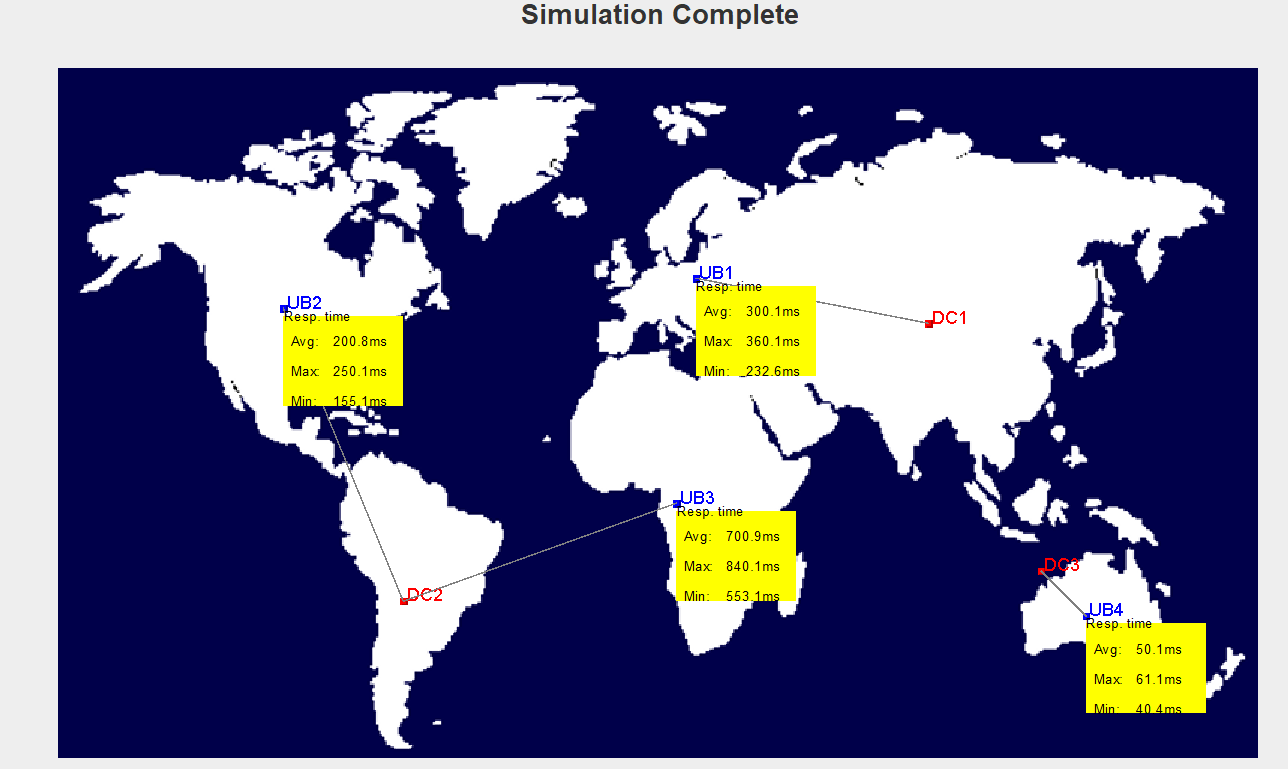 Simulation Complete
UB1
Resp. time
Avg: 300.1ms
Max: 360.1ms
Min: 232.6ms
DC1
UB2
Resp. time
Avg: 200.8ms
Max: 250.1ms
Min: 155.1ms
UB3
Resp. time
Avg: 700.9ms
Max: 840.1ms
Min: 553.1ms
DC2
DC3
UB4
Resp. time
Avg: 50.1ms
Max: 61.1ms
Min: 40.4ms